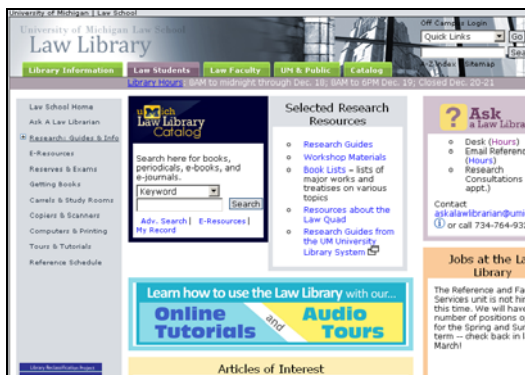 University of Michigan | Law School
University of Michigan Law School
Law Library
Off Campus Login
Quick Links
Go
A-Z Index
Sitemap
Library Information
Law Students
Law Faculty
UM & Public
Catalog
Library Hours: 8AM to midnight through Dec. 18; 8AM to 6PM Dec. 19; Closed Dec. 20-21
Law School Home
Ask A Law Librarian
Research: Guides & Info
E-Resources
Reserves & Exams
Getting Books
Carrels & Study Rooms
Copiers & Scanners
Computers & Printing
Tours & Tutorials
Reference Schedule
Library Reclassification Project
uMich
Law Library
Catalog
Search here for books,
periodicals, e-books, and
e-journals.
Keyword
Search
Adv. Search | E-Resources |
My Record
Selected Research
Resources
Research Guides
Workshop Materials
Book Lists – lists of
major works and
treatises on various
topics
Resources about the
Law Quad
Research Guides from
the UM University
Library System
? Ask
a Law Librar
Desk (Hours)
Email Referenc
(Hours)
Research
Consultations
appt.)
Contact
askalawlibrarian@umi
or call 734-764-932
Learn how to use the Law Library with our...
Online
Tutorials
and
Audio
Tours
Jobs at the La
Library
The Reference and Fa
Services unit is not hir
this time. We will have
number of positions o
for the Spring and Sum
term -- check back in l
March!
Articles of Interest